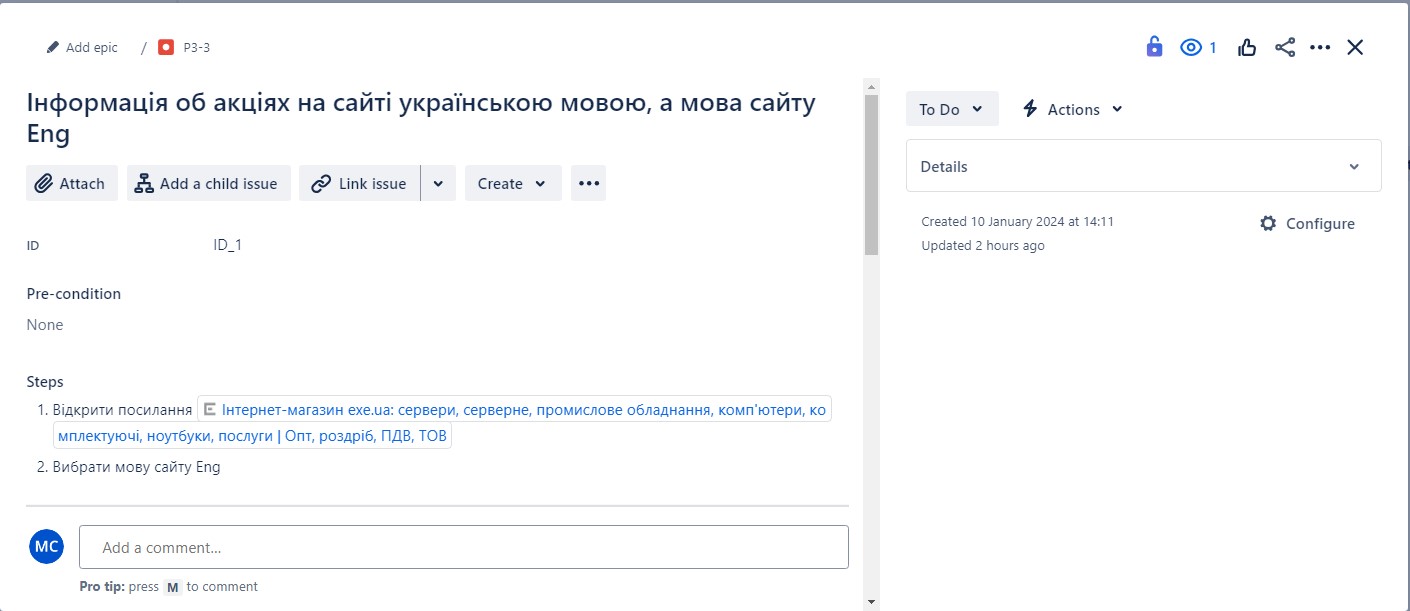 Add epic / P3-3
1
Інформація об акціях на сайті українською мовою, а мова сайту
Eng
Attach Add a child issue Link issue Create
ID ID_1
Pre-condition
None
Steps
1. Відкрити посилання Інтернет-магазин exe.ua: сервери, серверне, промислове обладнання, комп'ютери, ко
мплектуючі, ноутбуки, послуги | Опт, роздріб, ПДВ, ТОВ
2. Вибрати мову сайту Eng
MC Add a comment...
Pro tip: press M to comment
To Do Actions
Details
Created 10 January 2024 at 14:11
Updated 2 hours ago
Configure